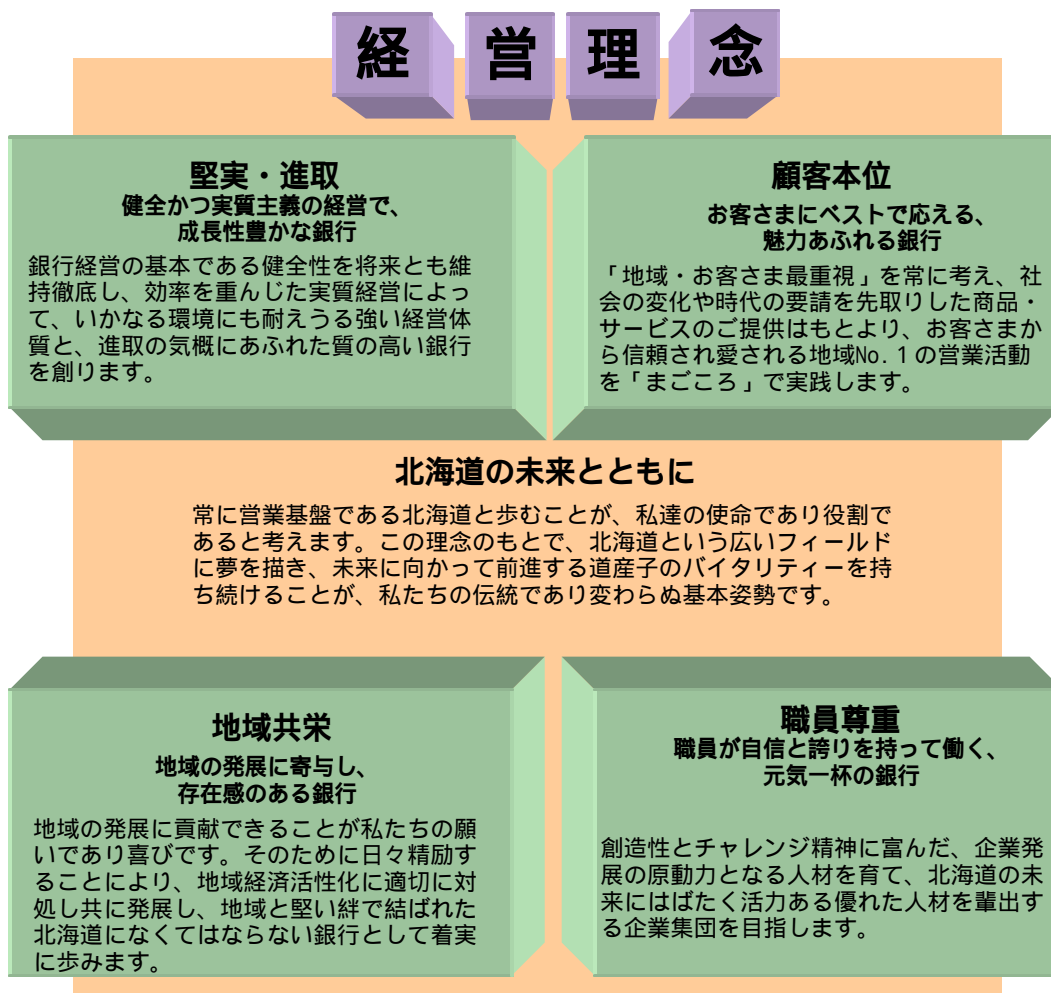 経営理念
堅実・進取
健全かつ実質主義の経営で、
成長性豊かな銀行
銀行経営の基本である健全性を将来とも維
持徹底し、効率を重んじた実質経営によっ
て、いかなる環境にも耐えうる強い経営体
質と、進取の気概にあふれた質の高い銀行
を創ります。
顧客本位
お客さまにベストで応える、
魅力あふれる銀行
「地域・お客さま最重視」を常に考え、社
会の変化や時代の要請を先取りした商品・
サービスのご提供はもとより、お客さまか
ら信頼され愛される地域No.1の営業活動
を「まごころ」で実践します。
北海道の未来とともに
常に営業基盤である北海道と歩むことが、私達の使命であり役割で
あると考えます。この理念のもとで、北海道という広いフィールド
に夢を描き、未来に向かって前進する道産子のバイタリティーを持
ち続けることが、私たちの伝統であり変わらぬ基本姿勢です。
地域共栄
地域の発展に寄与し、
存在感のある銀行
地域の発展に貢献できることが私たちの願
いであり喜びです。そのために日々精励す
ることにより、地域経済活性化に適切に対
処し共に発展し、地域と堅い絆で結ばれた
北海道になくてはならない銀行として着実
に歩みます。
職員尊重
職員が自信と誇りを持って働く、
元気一杯の銀行
創造性とチャレンジ精神に富んだ、企業発
展の原動力となる人材を育て、北海道の未
来にはばたく活力ある優れた人材を輩出す
る企業集団を目指します。